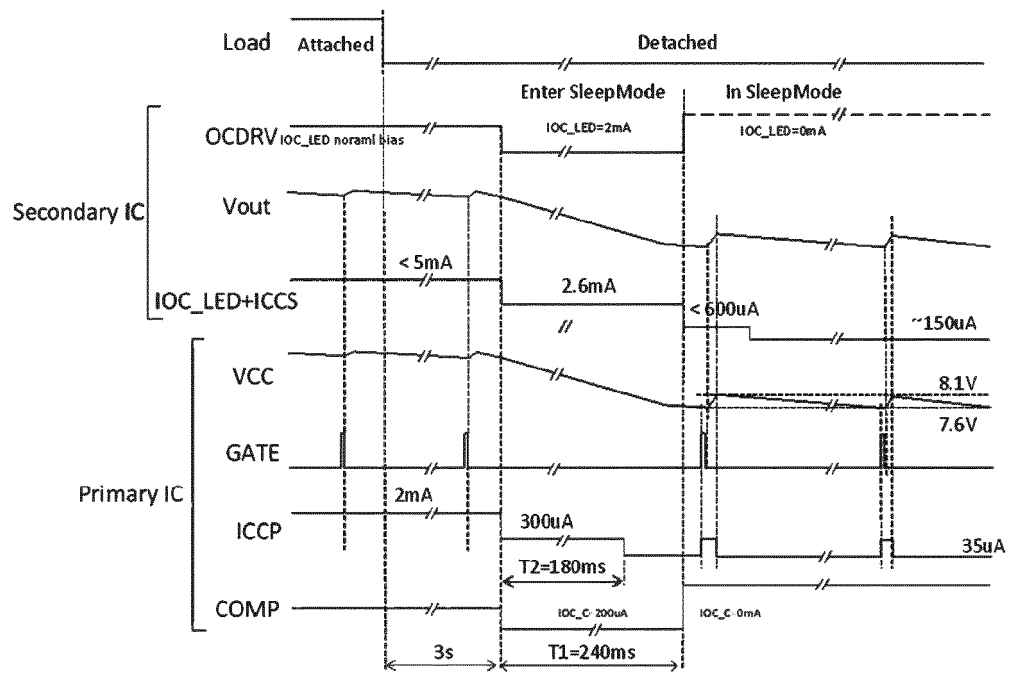 Load
Attached
Detached
Enter SleepMode
In SleepMode
Secondary IC
OCDRV
IOC_LED noraml bias
IOC_LED=2mA
IOC_LED=0mA
Vout
IOC_LED+ICCS
< 5mA
2.6mA
< 600uA
~150uA
Primary IC
VCC
8.1V
7.6V
GATE
ICCP
2mA
300uA
35uA
T2=180ms
COMP
IOC_C=200uA
IOC_C=0mA
3s
T1=240ms